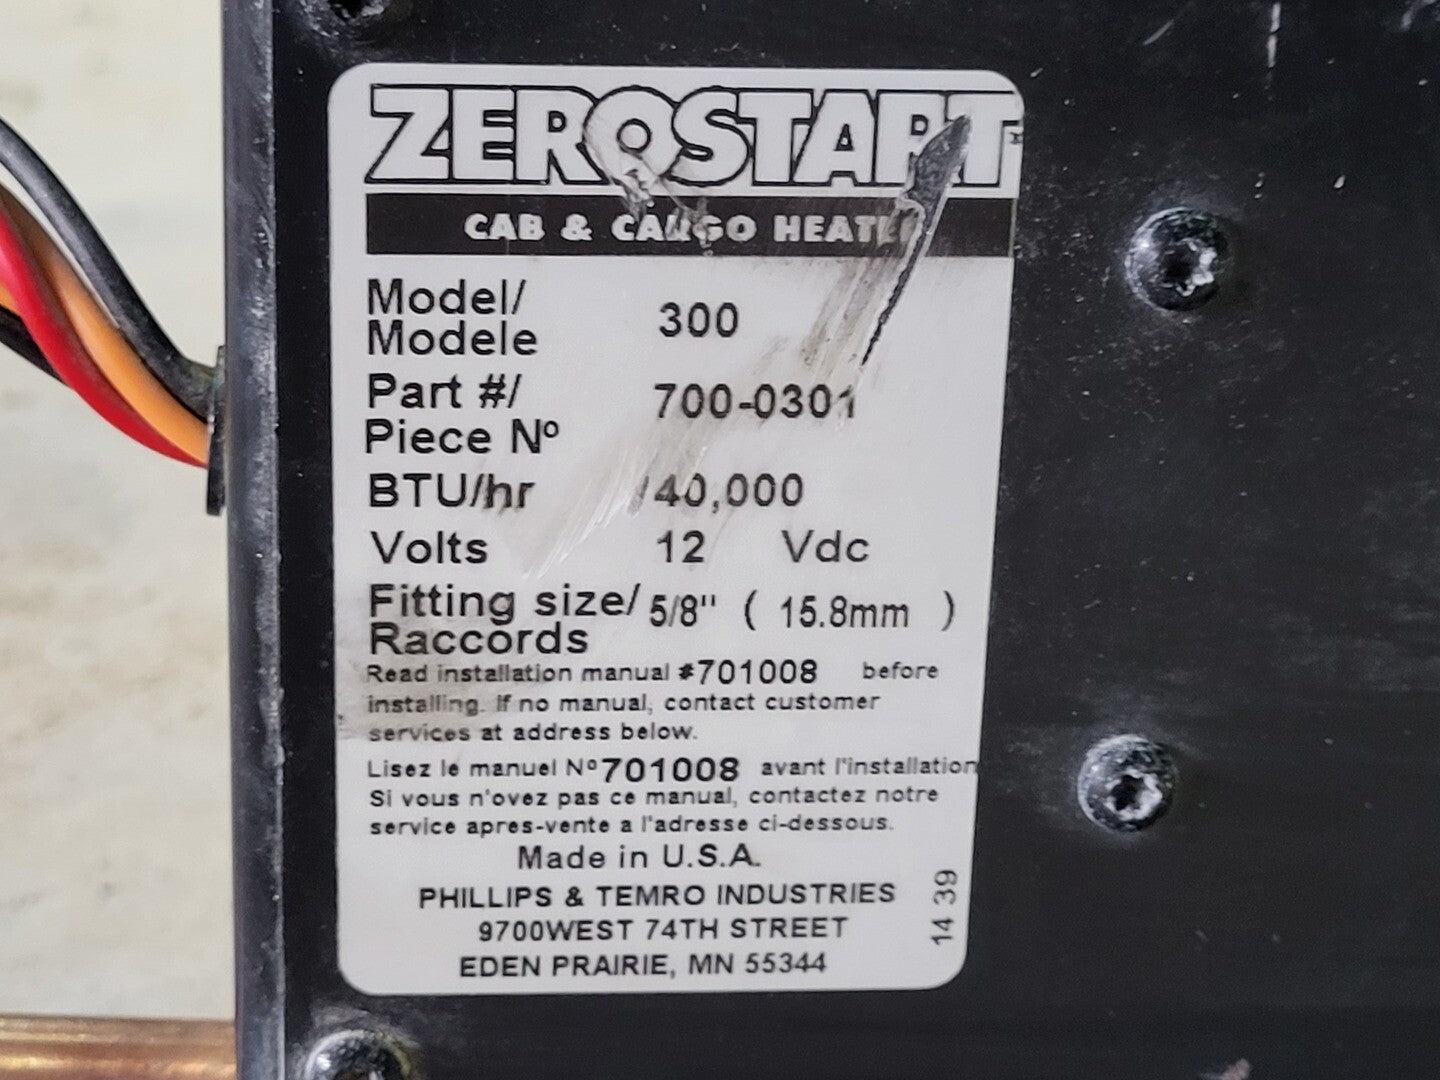 ZEROSTART
CAB & CARGO HEATER
Model/ 300
Modele
Part #/ 700-0301
Piece Nº
BTU/hr 40,000
Volts 12 Vdc
Fitting size/ 5/8" ( 15.8mm )
Raccords
Read installation manual #701008 before
installing. If no manual, contact customer
services at address below.
Lisez le manuel Nº701008 avant l'installation
Si vous n'ovez pas ce manual, contactez notre
service apres-vente a l'adresse ci-dessous.
Made in U.S.A.
PHILLIPS & TEMRO INDUSTRIES
9700WEST 74TH STREET
EDEN PRAIRIE, MN 55344
14 39